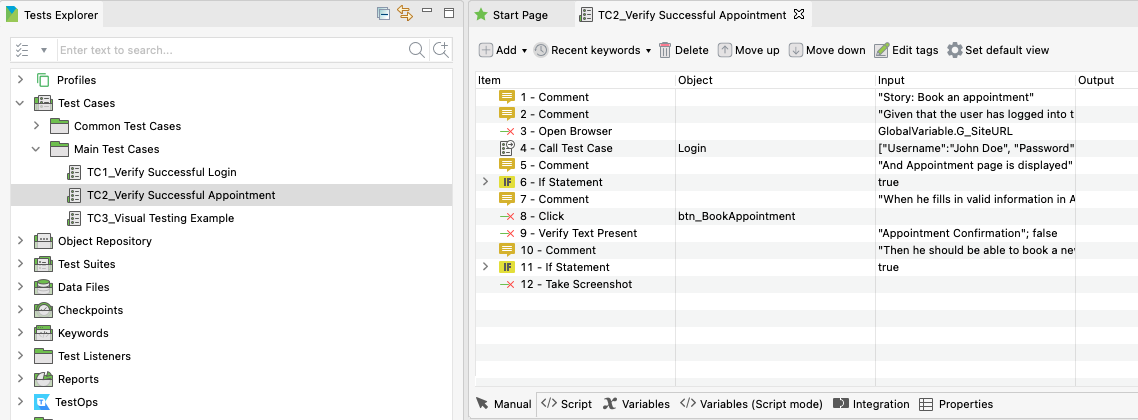 Tests Explorer
Enter text to search...
Profiles
Test Cases
Common Test Cases
Main Test Cases
TC1_Verify Successful Login
TC2_Verify Successful Appointment
TC3_Visual Testing Example
Object Repository
Test Suites
Data Files
Checkpoints
Keywords
Test Listeners
Reports
TestOps
Start Page
TC2_Verify Successful Appointment
Add Recent keywords Delete Move up Move down Edit tags Set default view
Item Object Input Output
1 - Comment "Story: Book an appointment"
2 - Comment "Given that the user has logged into t
3 - Open Browser GlobalVariable.G_SiteURL
4 - Call Test Case Login ["Username":"John Doe", "Password"
5 - Comment "And Appointment page is displayed"
IF 6 - If Statement true
7 - Comment "When he fills in valid information in A
8 - Click btn_BookAppointment
9 - Verify Text Present "Appointment Confirmation"; false
10 - Comment "Then he should be able to book a ne
IF 11 - If Statement true
12 - Take Screenshot
Manual </> Script Variables </> Variables (Script mode) Integration Properties